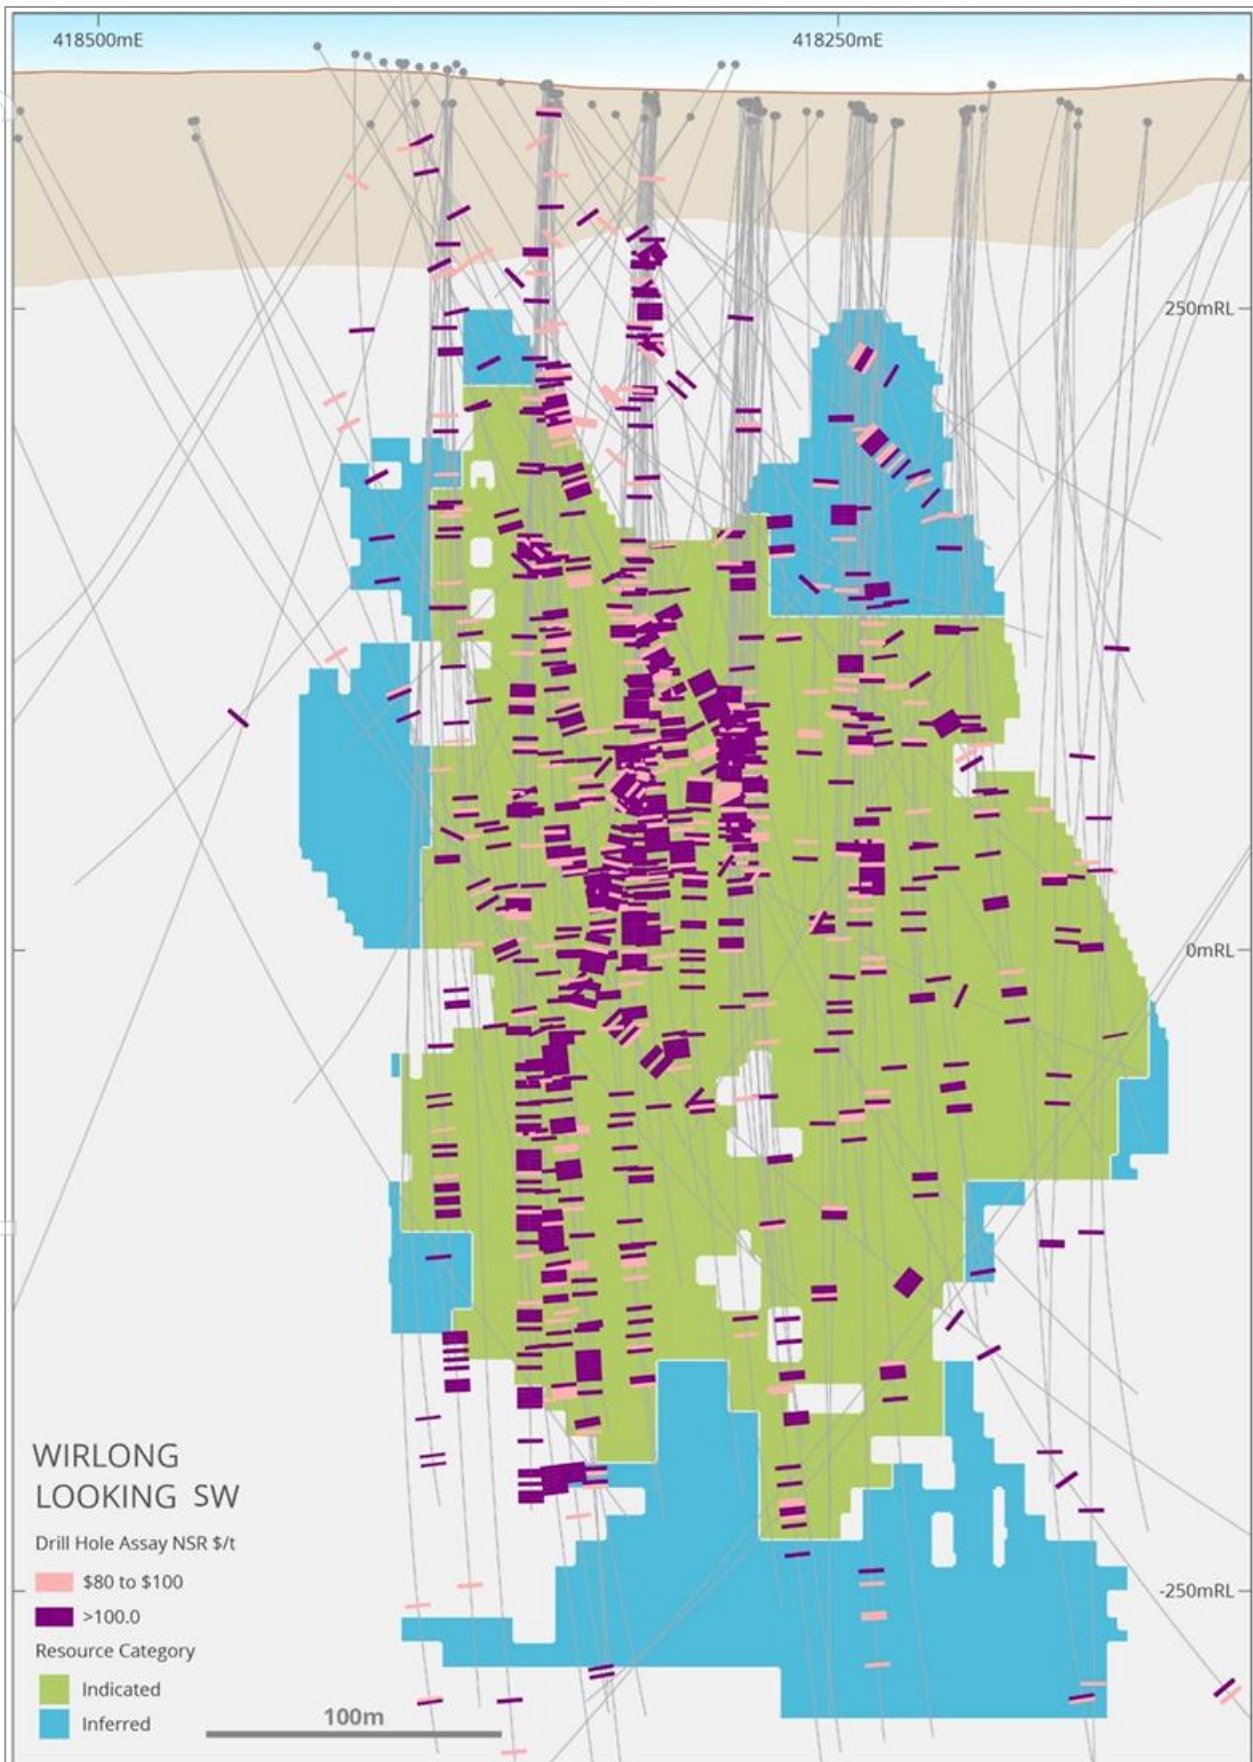 418500mE
418250mE
250mRL
0mRL
-250mRL
WIRLONG
LOOKING SW
Drill Hole Assay NSR $/t
$80 to $100
>100.0
Resource Category
Indicated
Inferred
100m